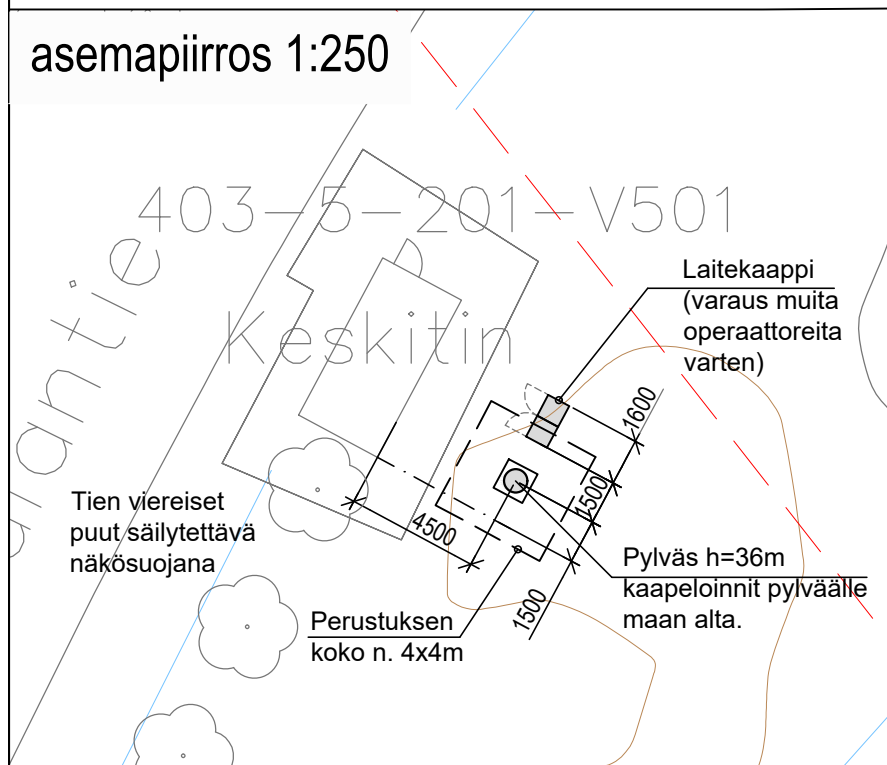 asemapiirros 1:250
403-5-201-V501
Keskitin
Laitekaappi
(varaus muita
operaattoreita
varten)
1600
1500
4500
1500
Tien viereiset
puut säilytettävä
näkösuojana
Perustuksen
koko n. 4x4m
Pylväs h=36m
kaapeloinnit pylväälle
maan alta.